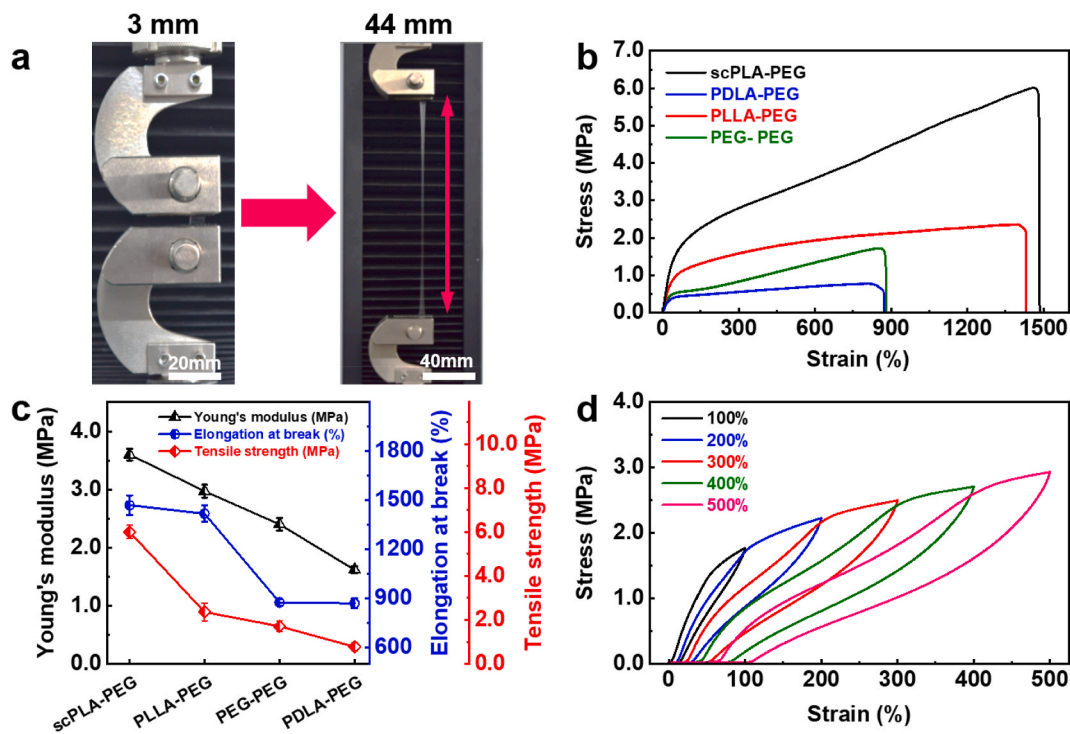 a
3 mm
44 mm
20mm
40mm
b
7.0
6.0
5.0
4.0
3.0
2.0
1.0
0.0
Stress (MPa)
scPLA-PEG
PDLA-PEG
PLLA-PEG
PEG- PEG
0 300 600 900 1200 1500
Strain (%)
c
Young's modulus (MPa)
4.0
3.0
2.0
1.0
0.0
Young's modulus (MPa)
Elongation at break (%)
Tensile strength (MPa)
1800
1500
1200
900
600
Elongation at break (%)
10.0
8.0
6.0
4.0
2.0
0.0
Tensile strength (MPa)
scPLA-PEG
PLLA-PEG
PEG-PEG
PDLA-PEG
d
4.0
3.0
2.0
1.0
0.0
Stress (MPa)
100%
200%
300%
400%
500%
0 100 200 300 400 500
Strain (%)